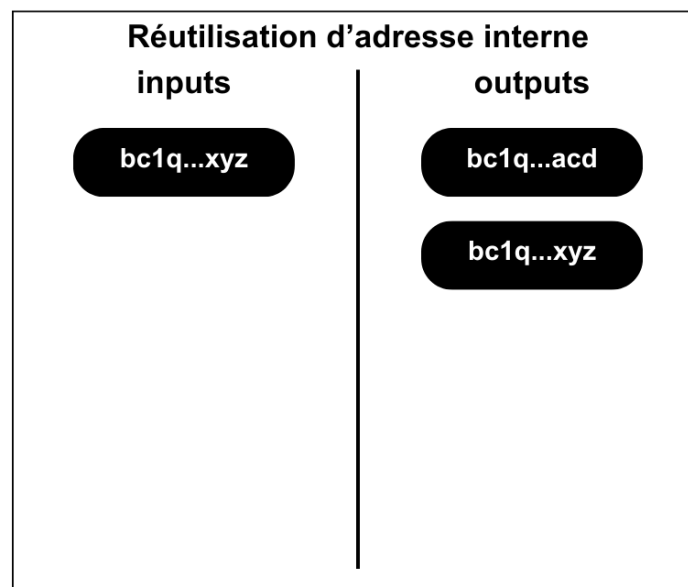 Réutilisation d’adresse interne
inputs
outputs
bc1q...xyz
bc1q...acd
bc1q...xyz